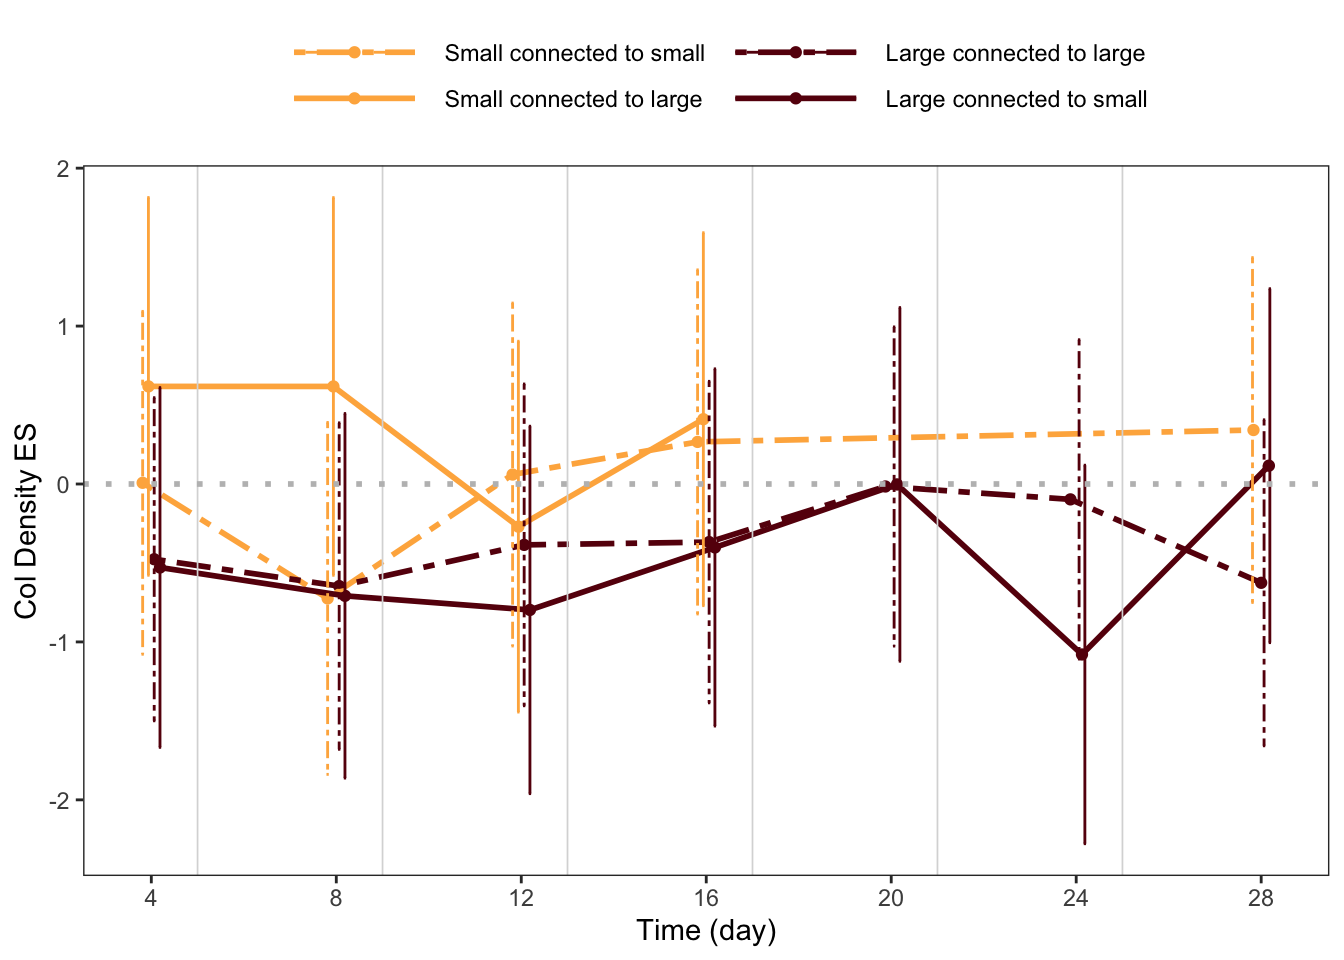 Small connected to small
Large connected to large
Small connected to large
Large connected to small
2
1
0
-1
-2
Col Density ES
4 8 12 16 20 24 28
Time (day)